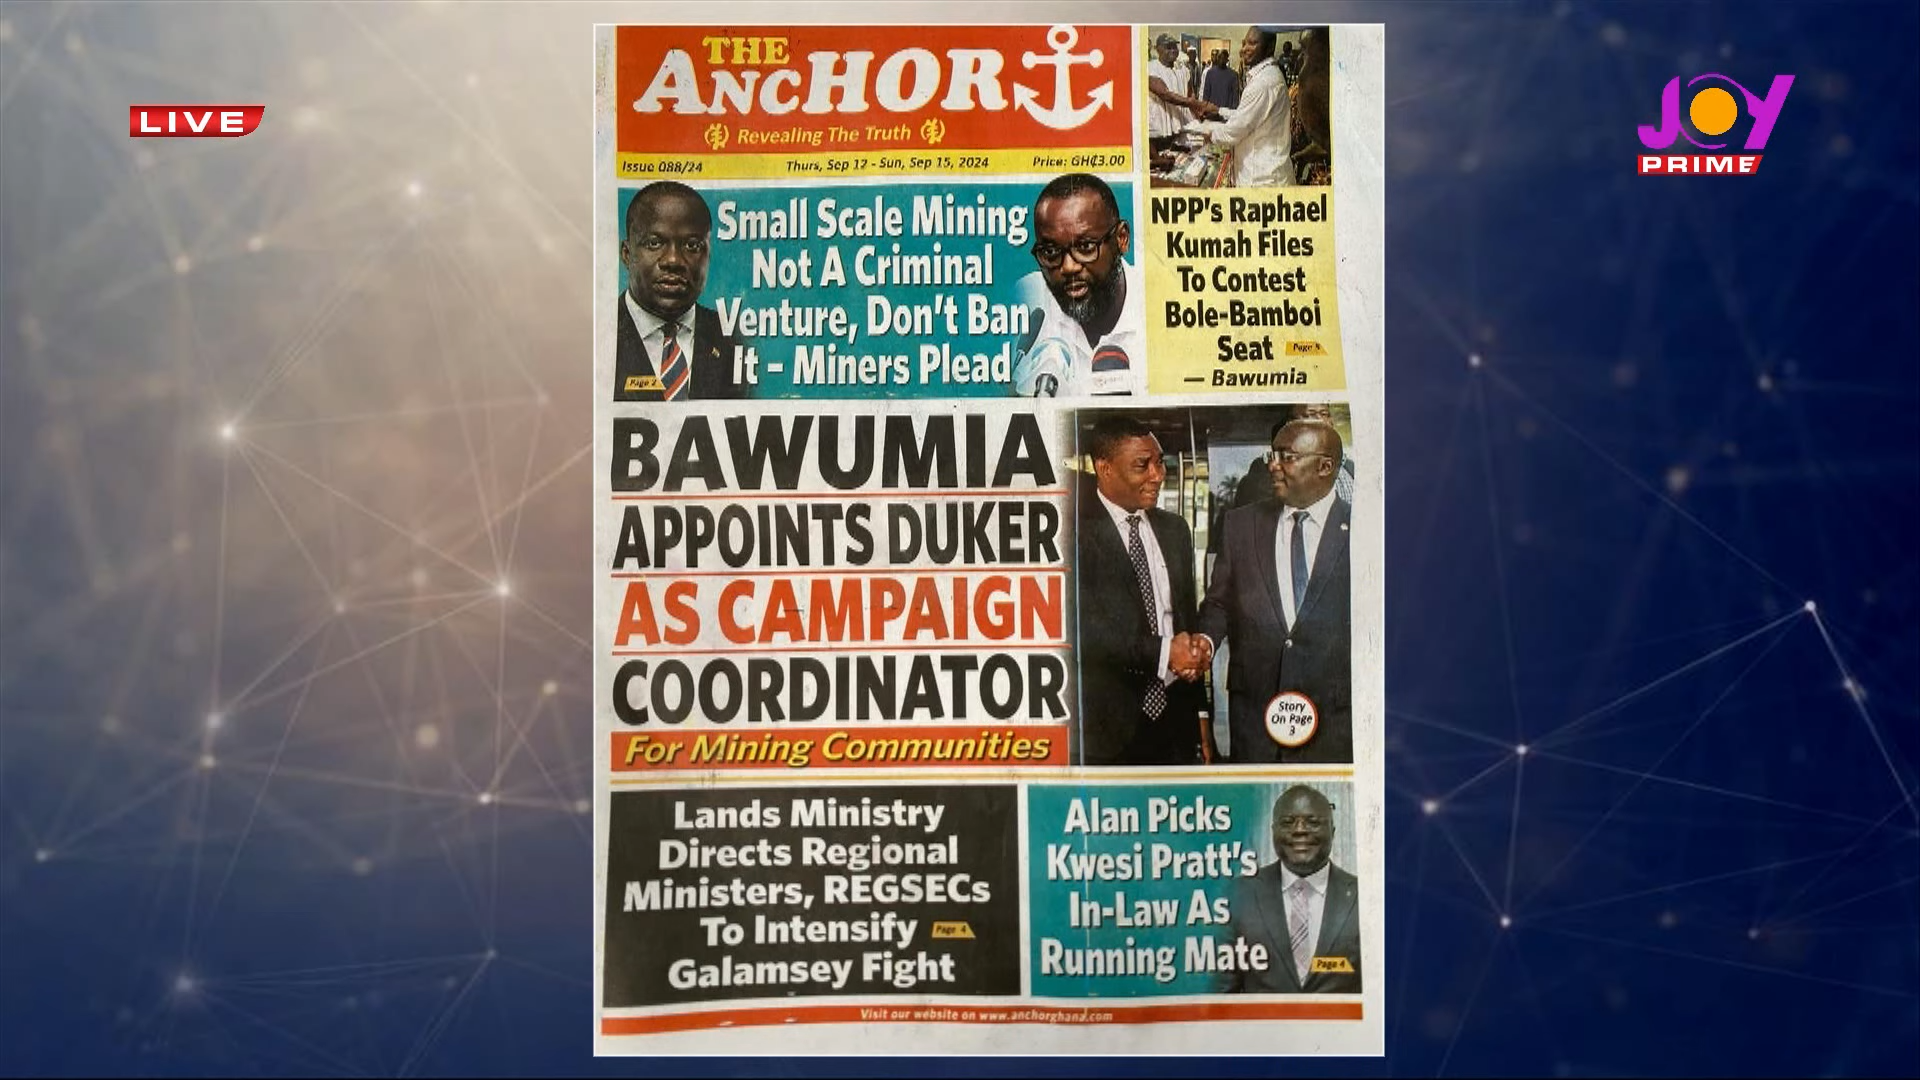 LIVE
JOY
PRIME
THE
ANCHOR
Revealing The Truth
Issue 088/24
Thurs, Sep 12 - Sun, Sep 15, 2024
Price: GH₵3.00
Small Scale Mining
Not A Criminal
Venture, Don't Ban
It – Miners Plead
Page 2
NPP's Raphael
Kumah Files
To Contest
Bole-Bamboi
Seat
— Bawumia
BAWUMIA
APPOINTS DUKER
AS CAMPAIGN
COORDINATOR
For Mining Communities
Story
On Page
3
Lands Ministry
Directs Regional
Ministers, REGSECs
To Intensify Page 4
Galamsey Fight
Alan Picks
Kwesi Pratt's
In-Law As
Running Mate
Page 4
Visit our website on www.anchorghana.com